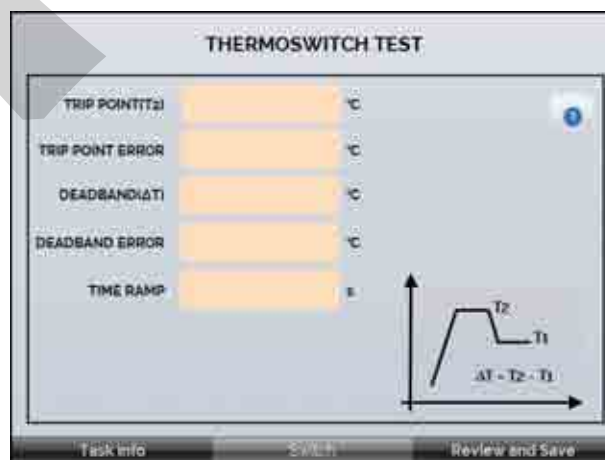 THERMOSWITCH TEST
TRIP POINT(T2) °C
TRIP POINT ERROR °C
DEADBAND(ΔT) °C
DEADBAND ERROR °C
TIME RAMP s
T2
T1
ΔT = T2 - T1
Task info Switch Review and Save